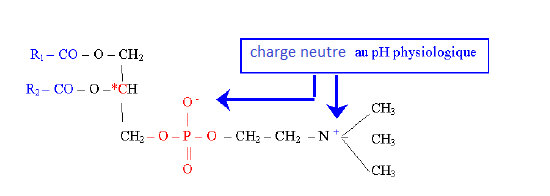 charge neutre au pH physiologique
R₁ – CO – O – CH₂
R₂ – CO – O – *CH
O -
CH₃
CH₂ – O – P – O – CH₂ – CH₂ – N + CH₃
O
CH₃